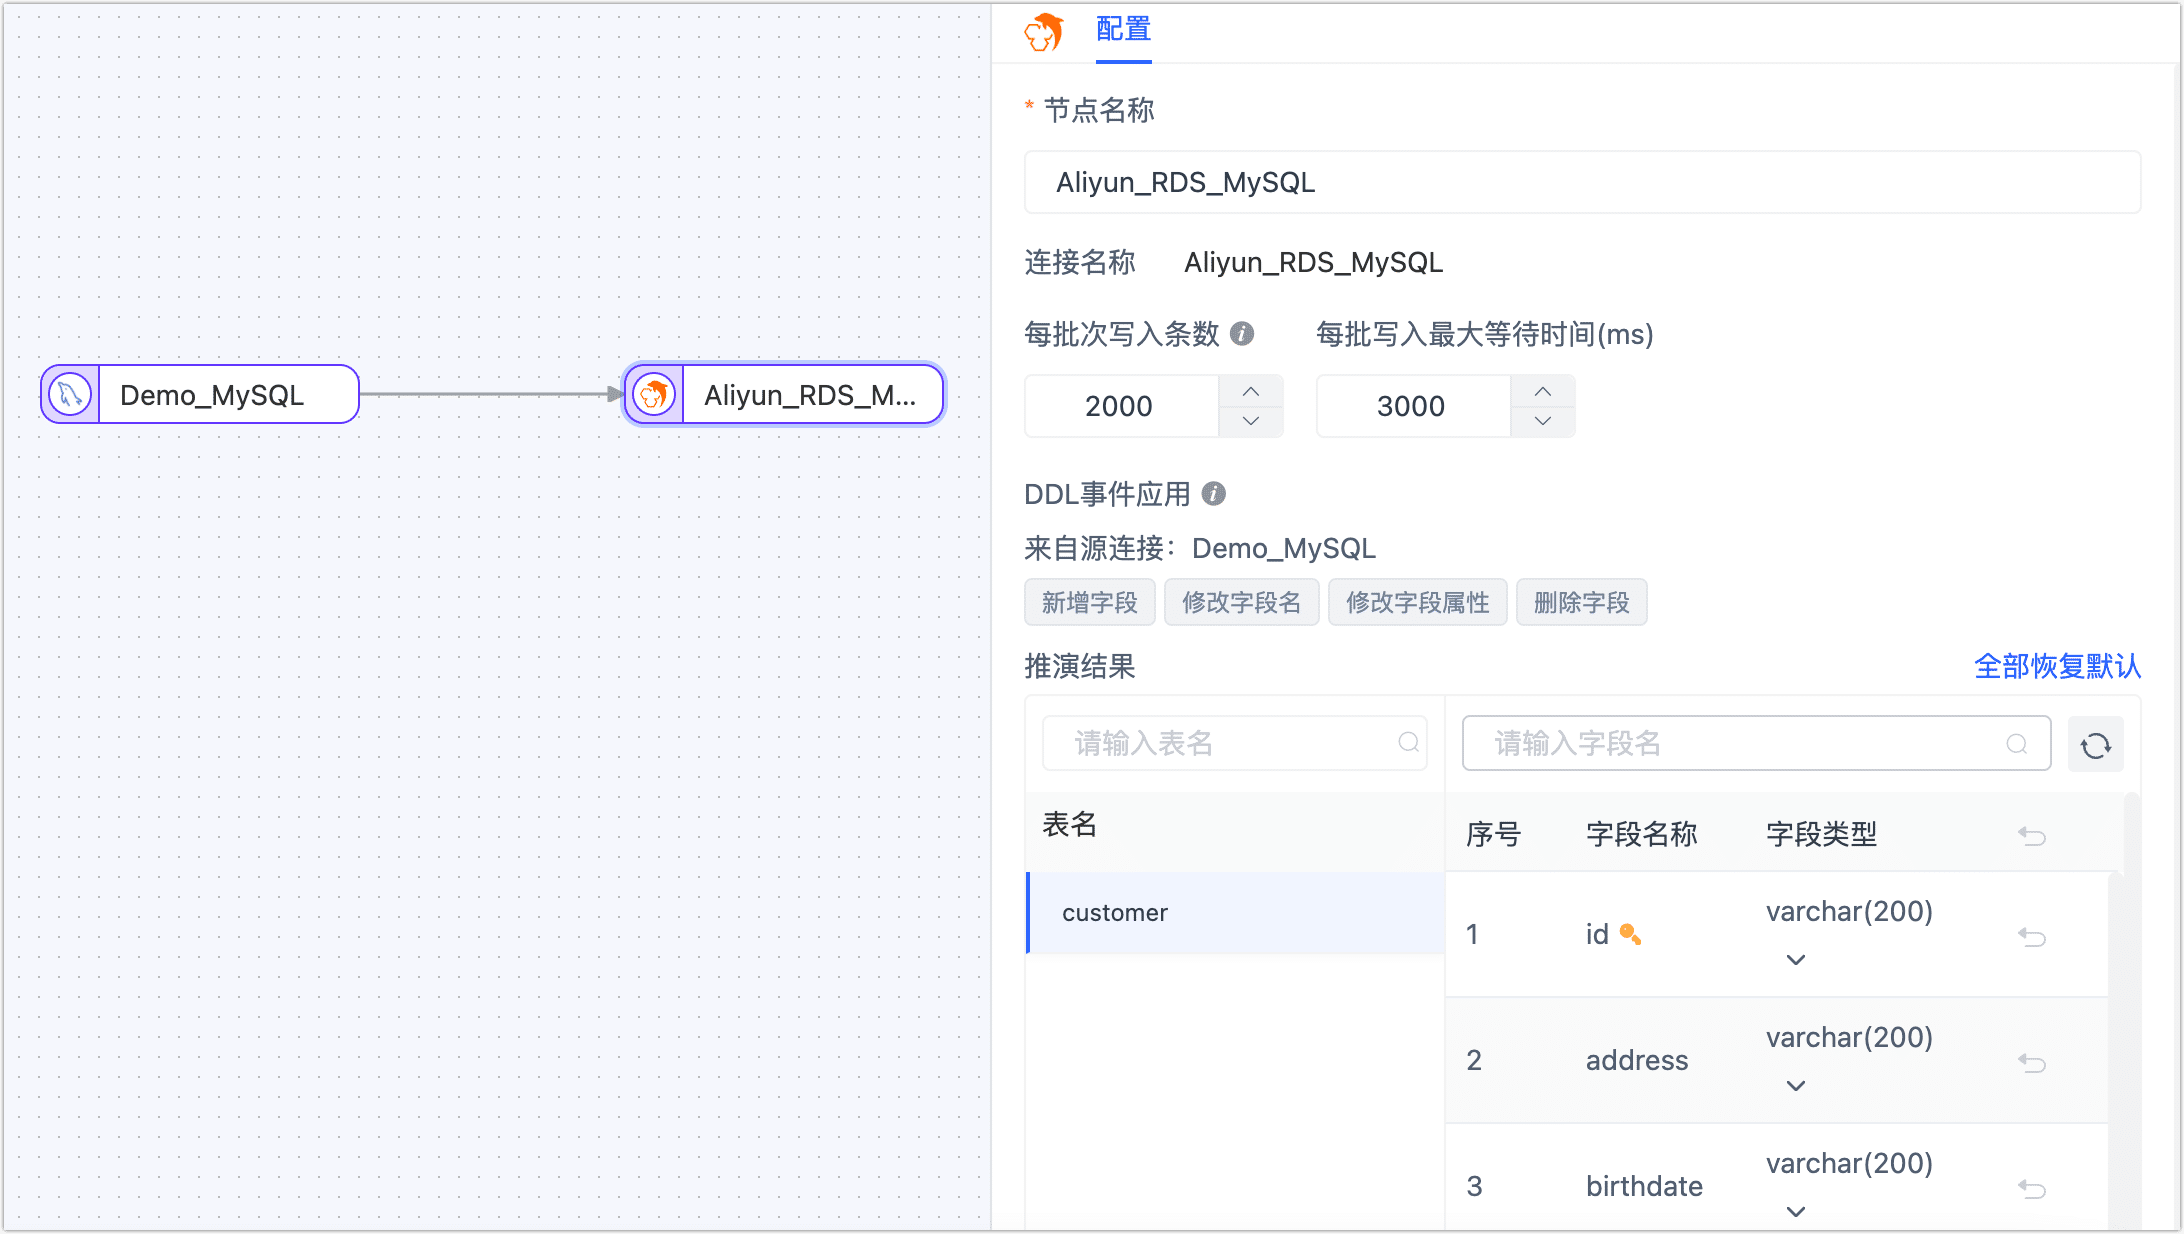 Demo_MySQL
Aliyun_RDS_M...
配置
* 节点名称
Aliyun_RDS_MySQL
连接名称 Aliyun_RDS_MySQL
每批次写入条数 每批写入最大等待时间(ms)
2000 3000
DDL事件应用
来自源连接：Demo_MySQL
新增字段 修改字段名 修改字段属性 删除字段
推演结果 全部恢复默认
请输入表名 请输入字段名
表名
customer
序号 字段名称 字段类型
1 id varchar(200)
2 address varchar(200)
3 birthdate varchar(200)